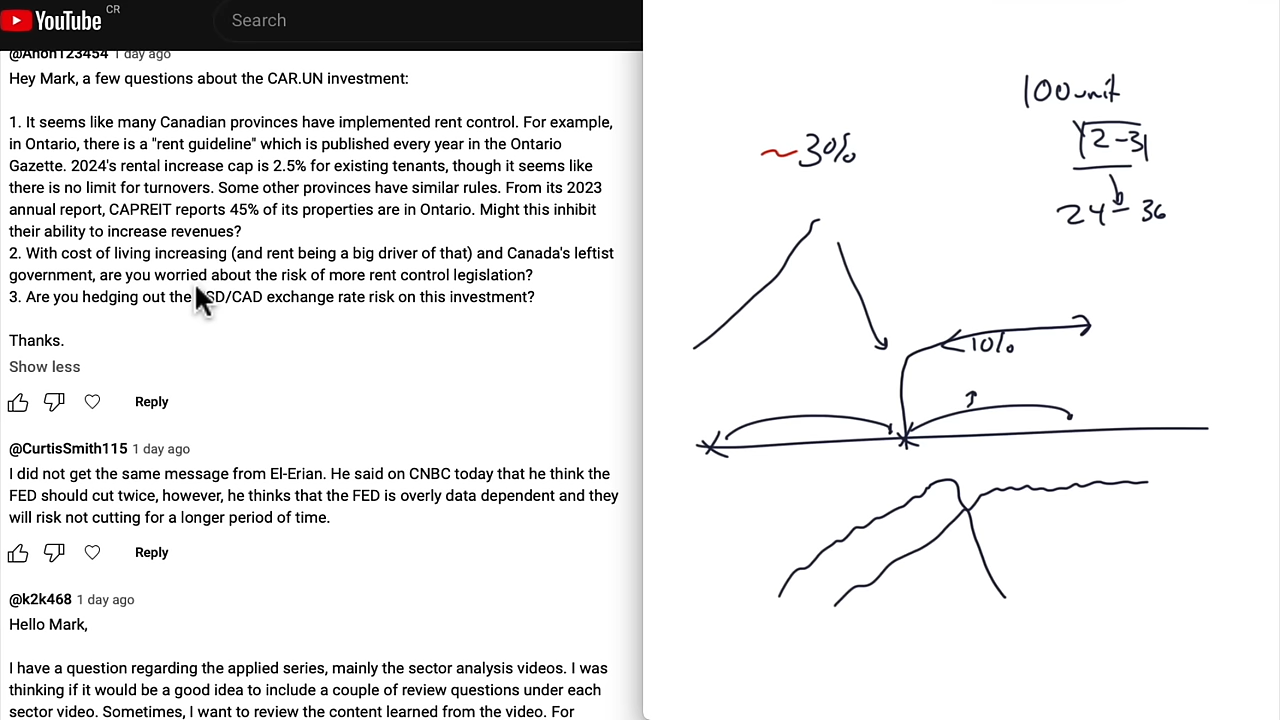 YouTube CR
Search
@Anon123454 1 day ago
Hey Mark, a few questions about the CAR.UN investment:
1. It seems like many Canadian provinces have implemented rent control. For example,
in Ontario, there is a "rent guideline" which is published every year in the Ontario
Gazette. 2024's rental increase cap is 2.5% for existing tenants, though it seems like
there is no limit for turnovers. Some other provinces have similar rules. From its 2023
annual report, CAPREIT reports 45% of its properties are in Ontario. Might this inhibit
their ability to increase revenues?
2. With cost of living increasing (and rent being a big driver of that) and Canada's leftist
government, are you worried about the risk of more rent control legislation?
3. Are you hedging out the SD/CAD exchange rate risk on this investment?
Thanks.
Show less
Reply
@CurtisSmith115 1 day ago
I did not get the same message from El-Erian. He said on CNBC today that he think the
FED should cut twice, however, he thinks that the FED is overly data dependent and they
will risk not cutting for a longer period of time.
Reply
@k2k468 1 day ago
Hello Mark,
I have a question regarding the applied series, mainly the sector analysis videos. I was
thinking if it would be a good idea to include a couple of review questions under each
sector video. Sometimes, I want to review the content learned from the video. For
100 unit
2-3
24-36
~30%
10%